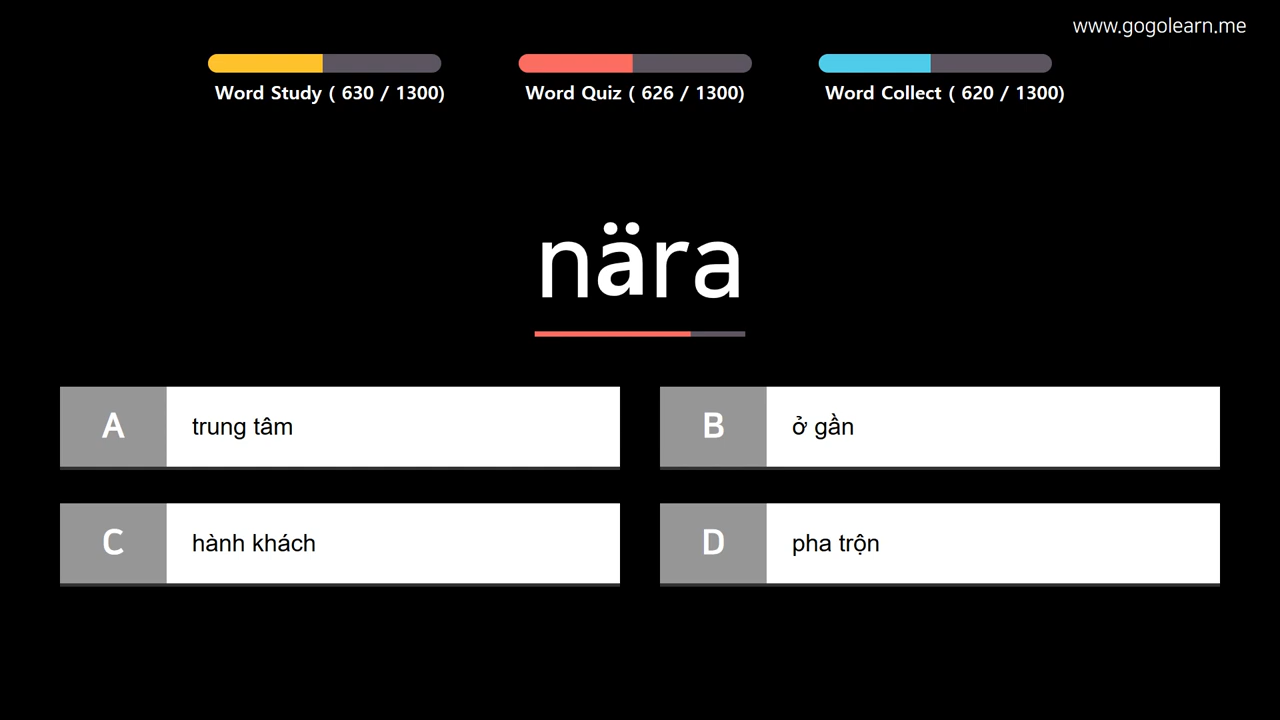 www.gogolearn.me
Word Study ( 630 / 1300)
Word Quiz ( 626 / 1300)
Word Collect ( 620 / 1300)
nära
A trung tâm
B ở gần
C hành khách
D pha trộn